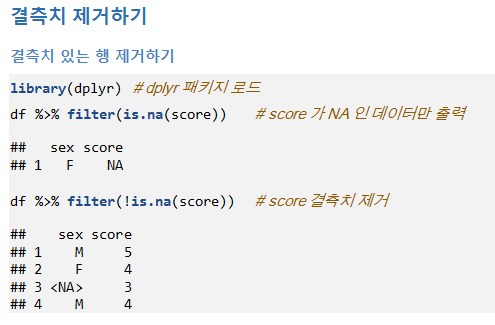 결측치 제거하기
결측치 있는 행 제거하기
library(dplyr) # dplyr 패키지 로드
df %>% filter(is.na(score))   # score 가 NA 인 데이터만 출력
##   sex score
## 1   F    NA
df %>% filter(!is.na(score))   # score 결측치 제거
##    sex score
## 1    M     5
## 2    F     4
## 3 <NA>     3
## 4    M     4